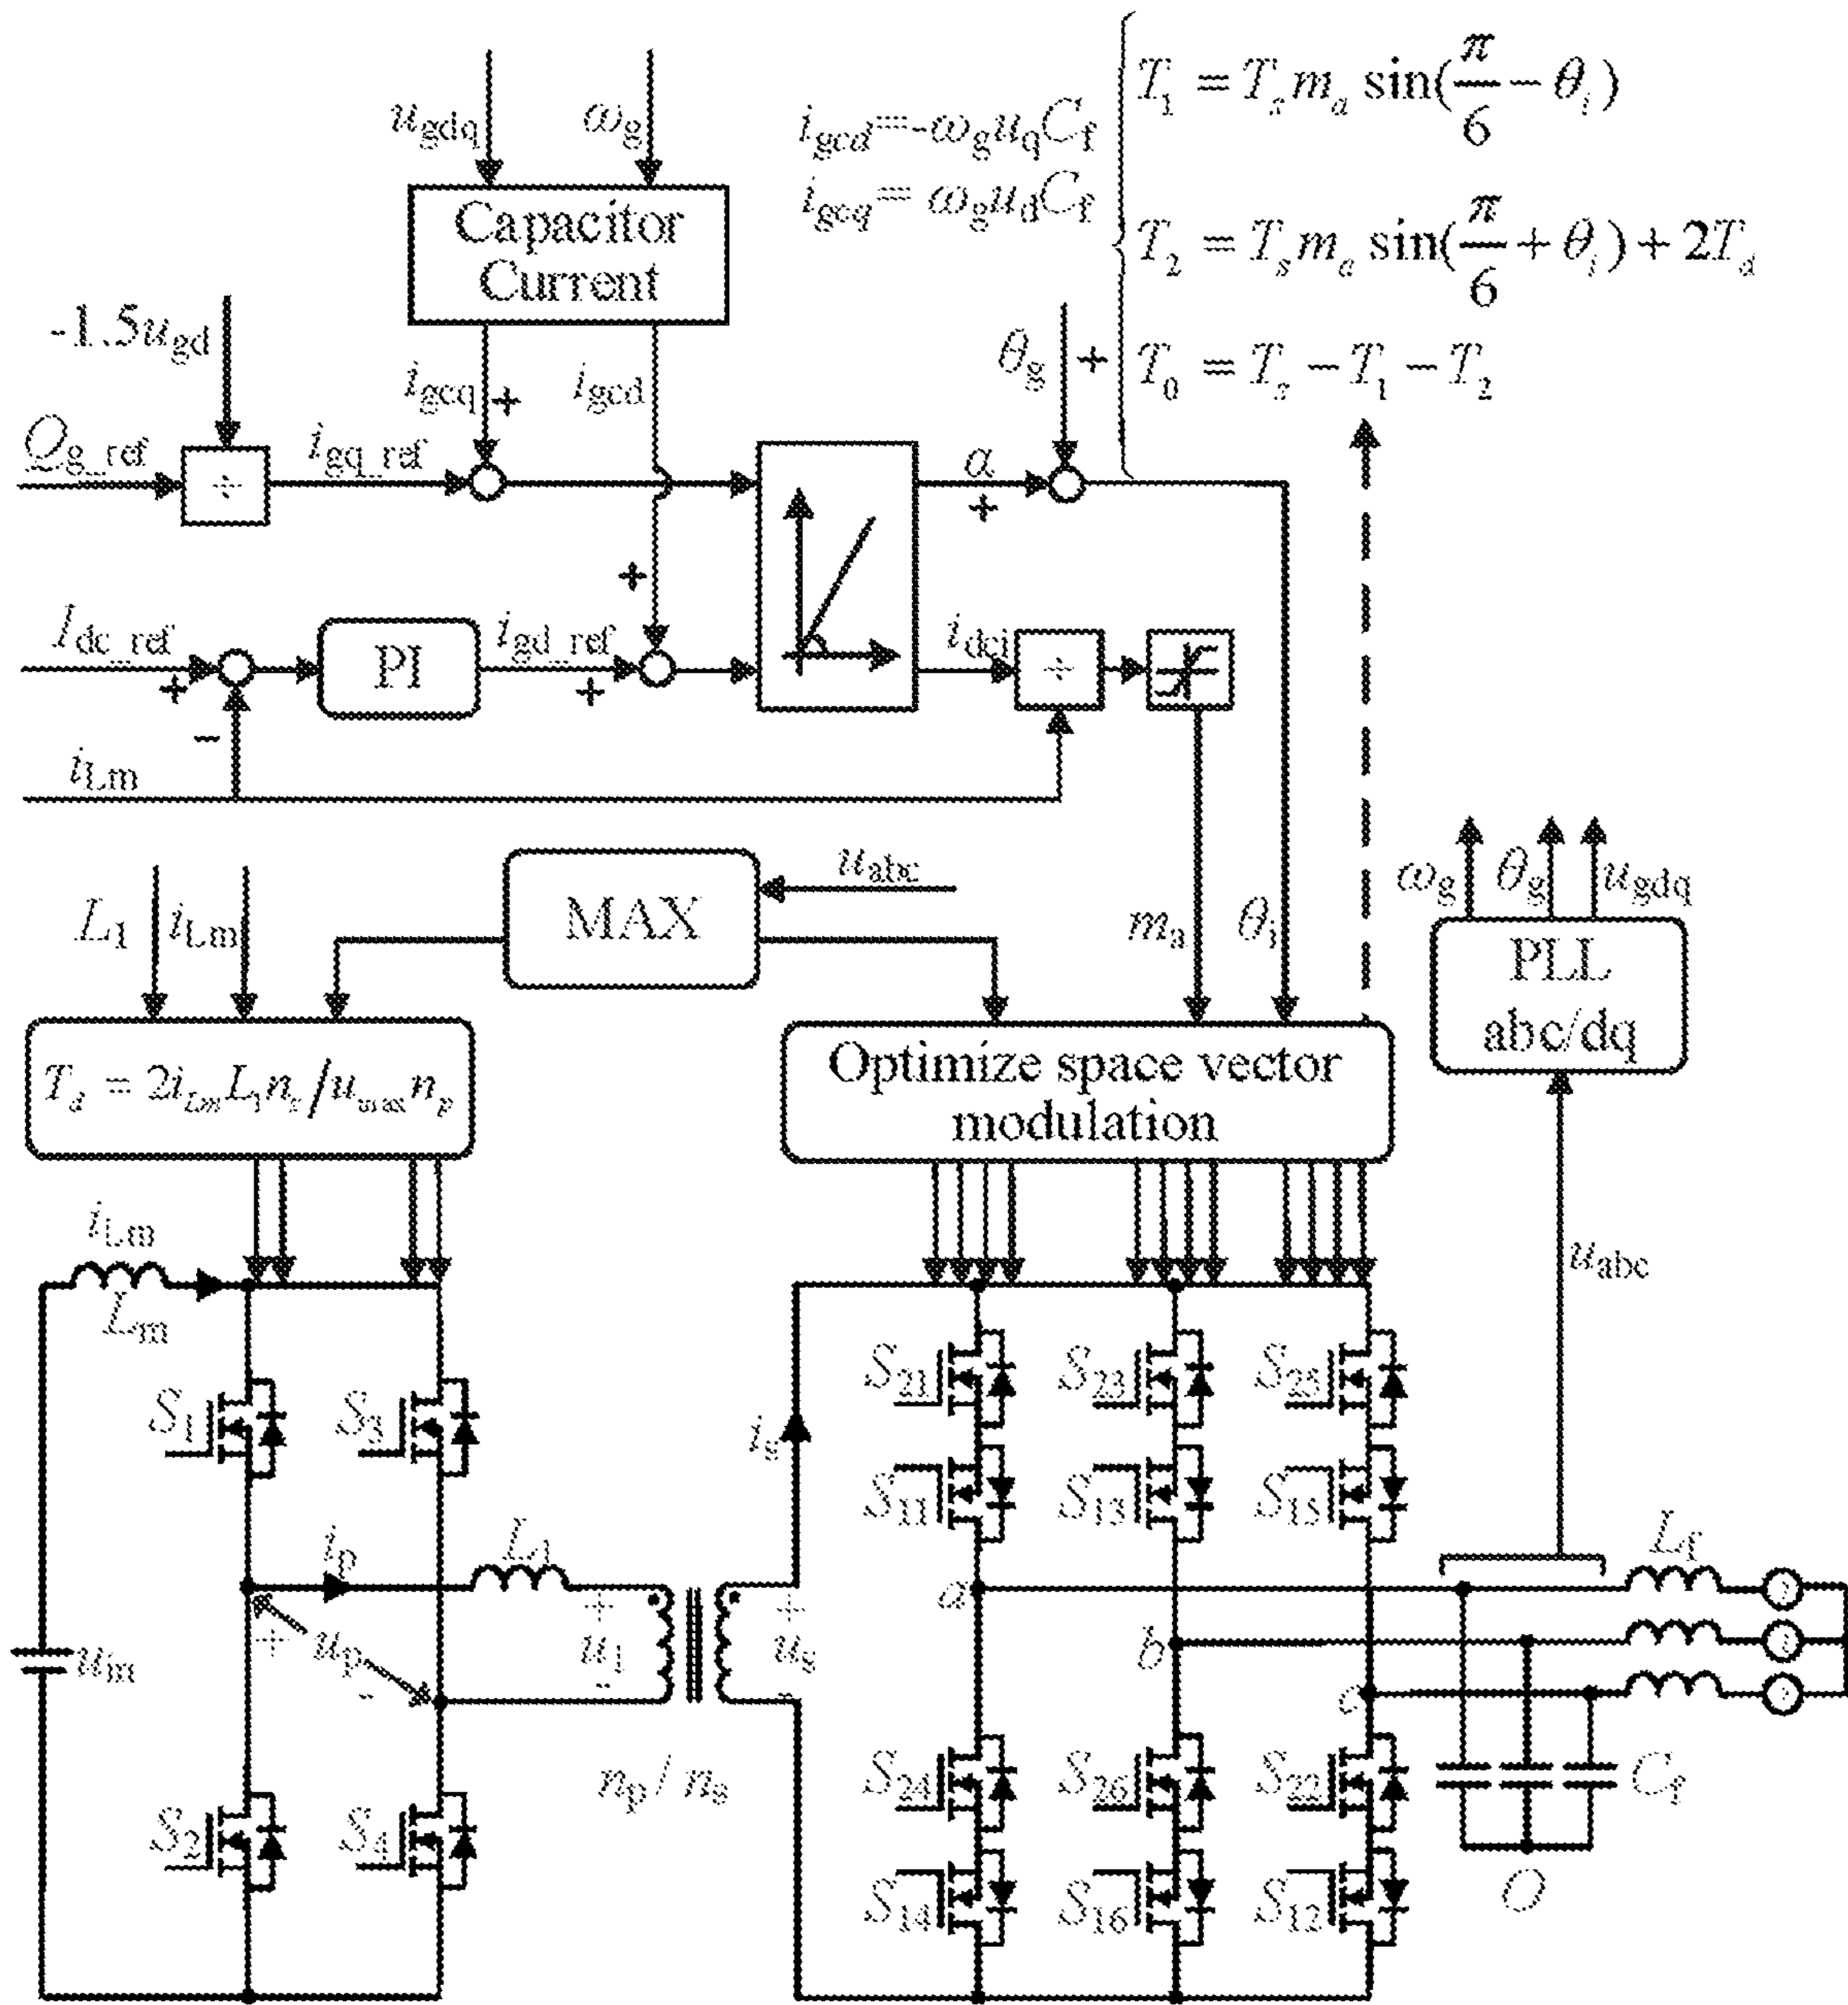 u_gdq ω_g
i_gcd=-ω_g u_q C_f
i_gcq= ω_g u_d C_f
T_1 = T_s m_a sin(π/6 − θ_i)
T_2 = T_s m_a sin(π/6 + θ_i) + 2T_d
T_0 = T_s − T_1 − T_2
Capacitor
Current
-1.5u_gd
i_gcq + i_gcd
θ_g +
Q_g_ref ÷ i_gq_ref
α +
+
I_dc_ref + PI i_gd_ref + i_dci ÷
−
i_Lm
L_1 i_Lm
MAX u_abc
m_a θ_i
ω_g θ_g u_gdq
PLL
abc/dq
T_d = 2i_Lm L_1 n_s / u_max n_p
Optimize space vector
modulation
i_Lm
L_m
u_abc
S_1 S_3
i_s
S_21 S_23 S_25
S_11 S_13 S_15
i_p L_1
L_f
a
b
c
u_in
+ u_p -
+ u_1 -
+ u_s -
n_p / n_s
S_2 S_4
S_24 S_26 S_22
C_f
S_14 S_16 S_12
O